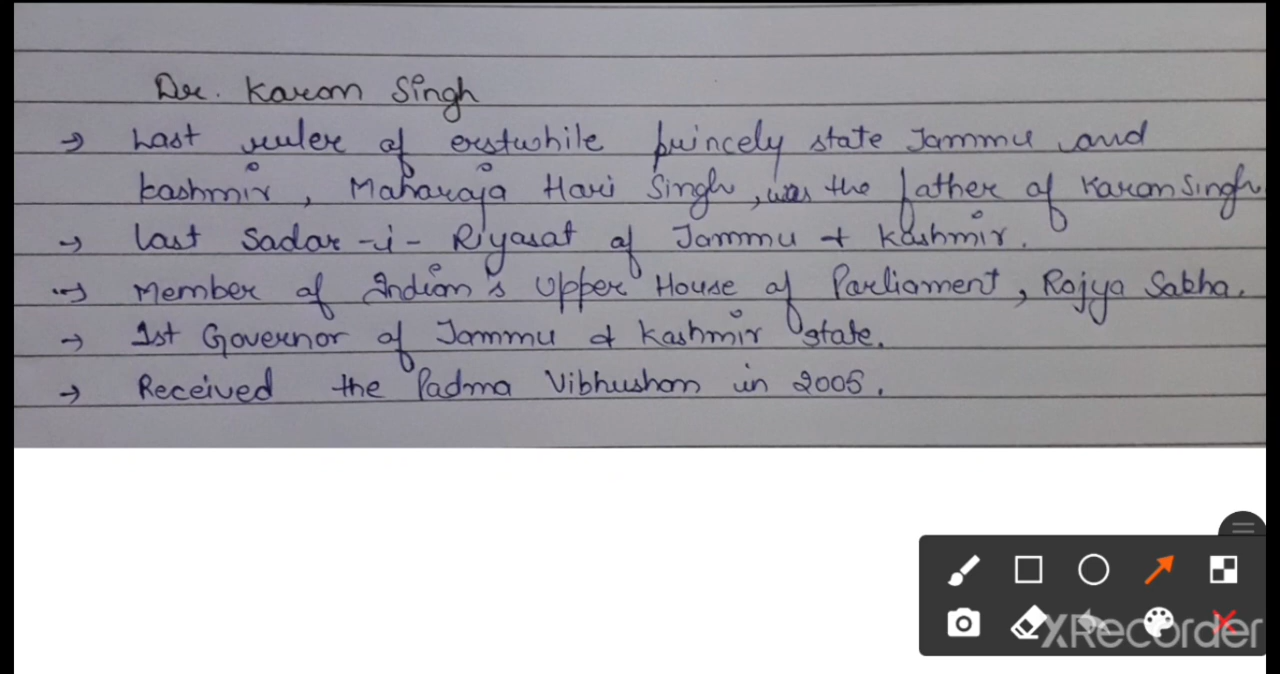 Dr. Karan Singh
→ Last ruler of erstwhile princely state Jammu and
Kashmir, Maharaja Hari Singh, was the father of Karan Singh
→ Last Sadar-i-Riyasat of Jammu & Kashmir.
→ Member of Indian's Upper House of Parliament, Rajya Sabha.
→ 1st Governor of Jammu & Kashmir state.
→ Received the Padma Vibhushan in 2005.
XRecorder